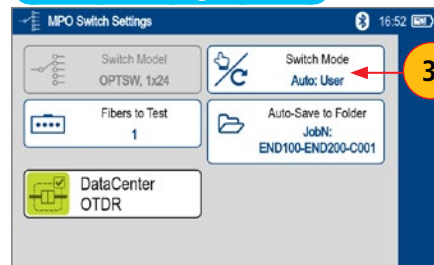 MPO Switch Settings
16:52
Switch Model
OPTSW, 1x24
Switch Mode
Auto: User
3
Fibers to Test
1
Auto-Save to Folder
JobN:
END100-END200-C001
DataCenter
OTDR